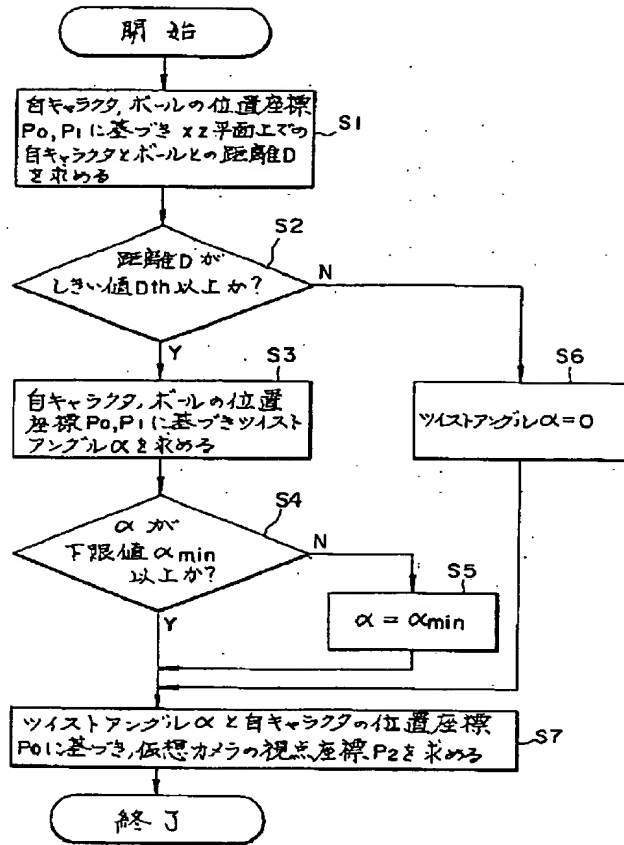 開始
自キャラクタ,ボールの位置座標
P0,P1に基づき xz平面上での
自キャラクタとボールとの距離D
を求める
S1
S2
距離Dが
しきい値Dth以上か?
N
Y
S3
自キャラクタ,ボールの位置
座標P0,P1に基づきツイスト
アングルαを求める
S6
ツイストアングルα=0
S4
αが
下限値αmin
以上か?
N
Y
S5
α=αmin
ツイストアングルαと自キャラクタの位置座標
P0に基づき,仮想カメラの視点座標P2を求める
S7
終了